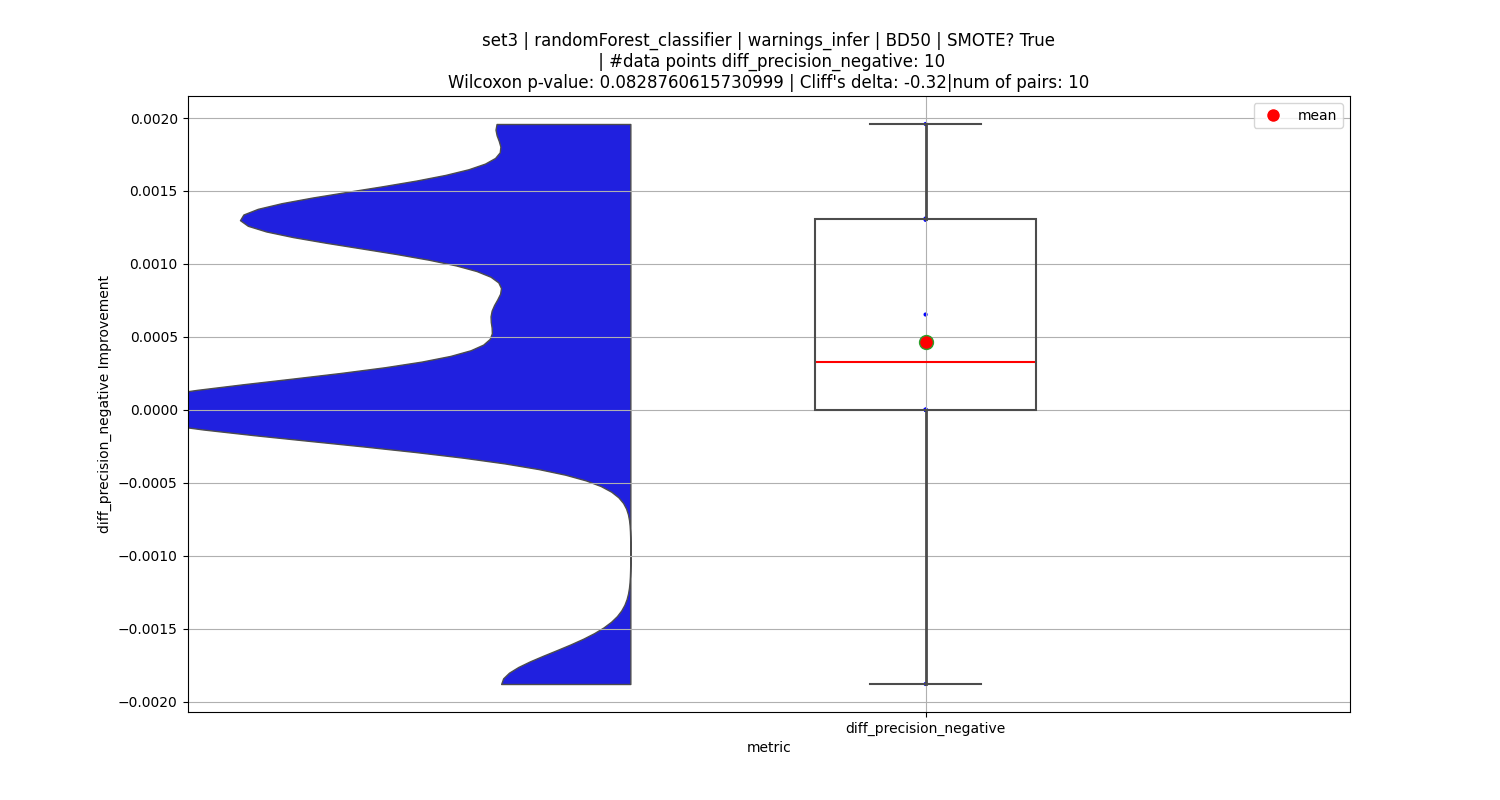 set3 | randomForest_classifier | warnings_infer | BD50 | SMOTE? True
| #data points diff_precision_negative: 10
Wilcoxon p-value: 0.0828760615730999 | Cliff's delta: -0.32|num of pairs: 10
mean
0.0020
0.0015
0.0010
0.0005
0.0000
−0.0005
−0.0010
−0.0015
−0.0020
diff_precision_negative Improvement
diff_precision_negative
metric